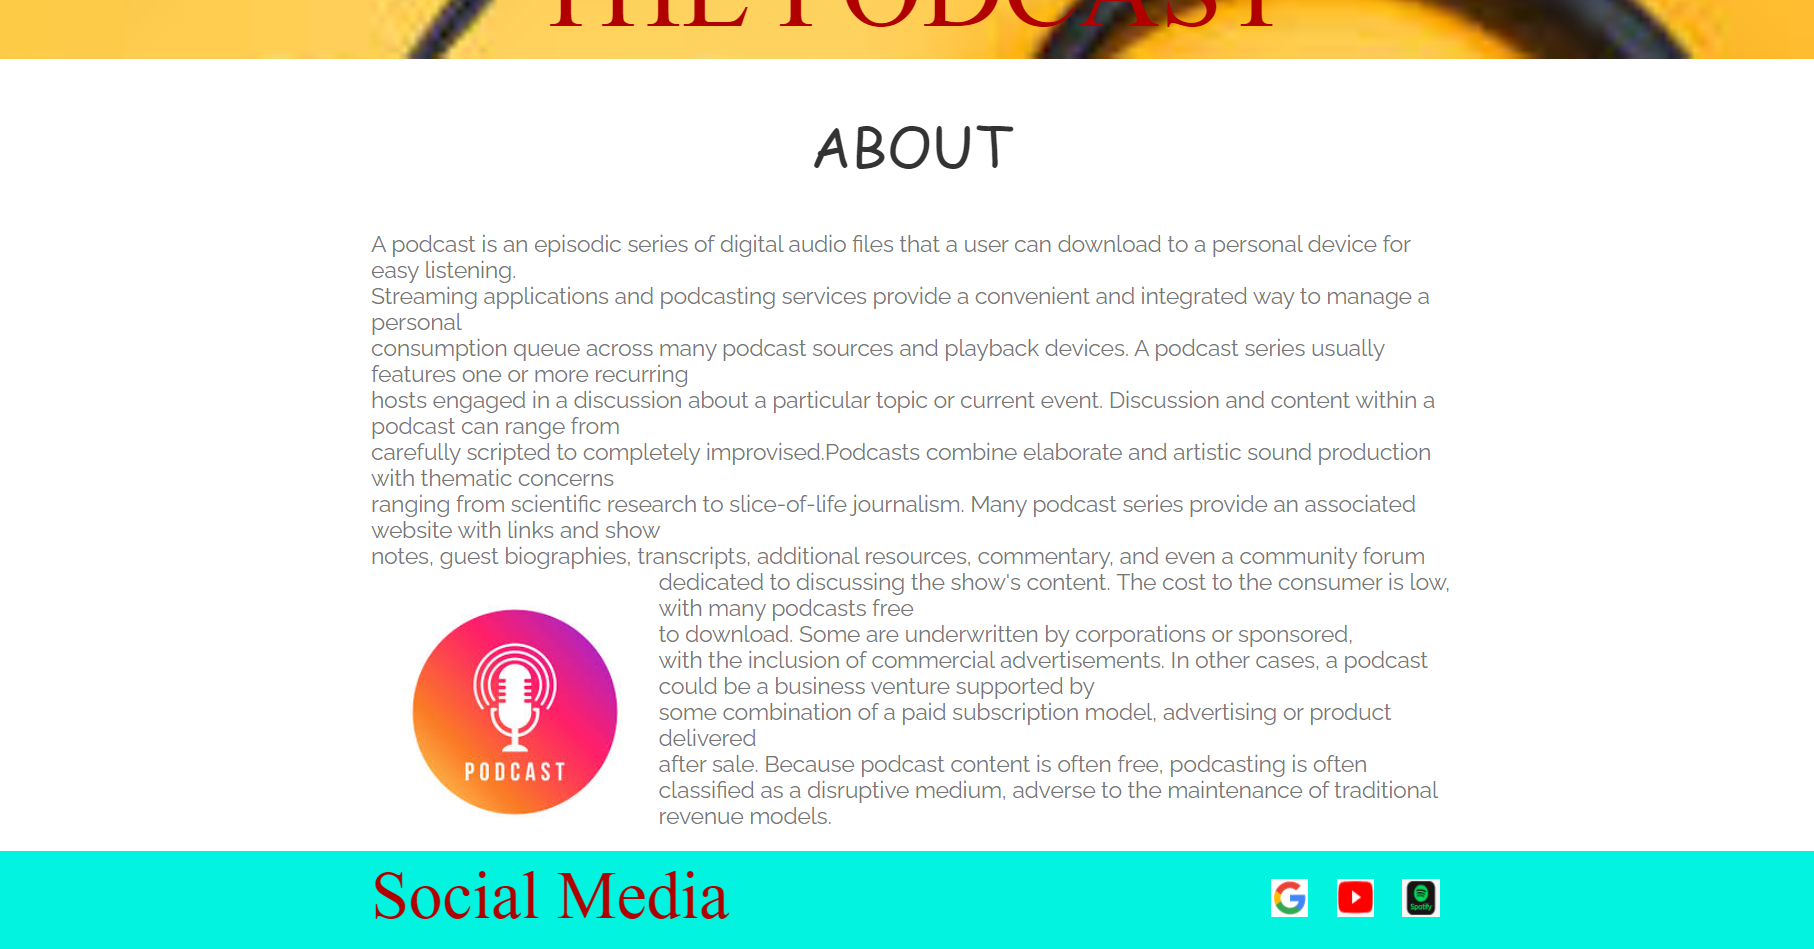 THE PODCAST
ABOUT
A podcast is an episodic series of digital audio files that a user can download to a personal device for
easy listening.
Streaming applications and podcasting services provide a convenient and integrated way to manage a
personal
consumption queue across many podcast sources and playback devices. A podcast series usually
features one or more recurring
hosts engaged in a discussion about a particular topic or current event. Discussion and content within a
podcast can range from
carefully scripted to completely improvised.Podcasts combine elaborate and artistic sound production
with thematic concerns
ranging from scientific research to slice-of-life journalism. Many podcast series provide an associated
website with links and show
notes, guest biographies, transcripts, additional resources, commentary, and even a community forum
dedicated to discussing the show's content. The cost to the consumer is low,
with many podcasts free
to download. Some are underwritten by corporations or sponsored,
with the inclusion of commercial advertisements. In other cases, a podcast
could be a business venture supported by
some combination of a paid subscription model, advertising or product
delivered
after sale. Because podcast content is often free, podcasting is often
classified as a disruptive medium, adverse to the maintenance of traditional
revenue models.
PODCAST
Social Media
G
Spotify